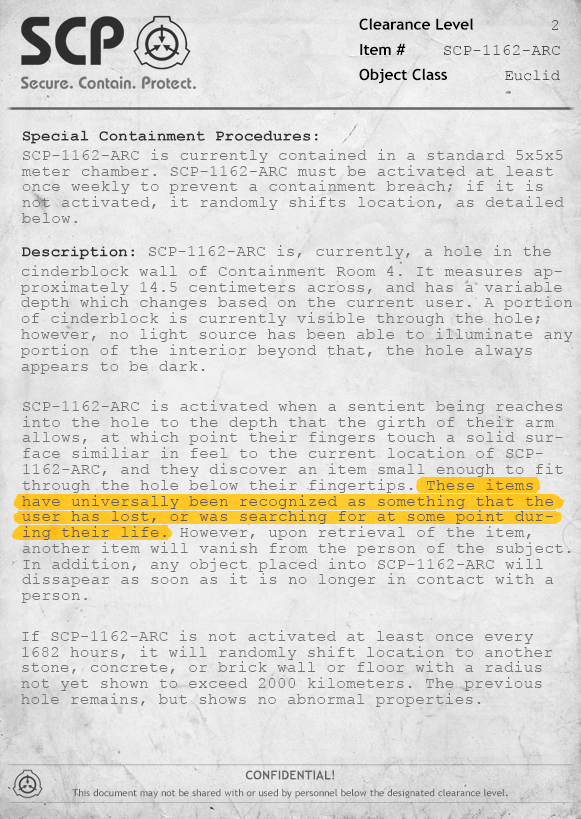 SCP
Secure. Contain. Protect.
Clearance Level 2
Item # SCP-1162-ARC
Object Class Euclid
Special Containment Procedures:
SCP-1162-ARC is currently contained in a standard 5x5x5
meter chamber. SCP-1162-ARC must be activated at least
once weekly to prevent a containment breach; if it is
not activated, it randomly shifts location, as detailed
below.
Description: SCP-1162-ARC is, currently, a hole in the
cinderblock wall of Containment Room 4. It measures ap-
proximately 14.5 centimeters across, and has a variable
depth which changes based on the current user. A portion
of cinderblock is currently visible through the hole;
however, no light source has been able to illuminate any
portion of the interior beyond that, the hole always
appears to be dark.
SCP-1162-ARC is activated when a sentient being reaches
into the hole to the depth that the girth of their arm
allows, at which point their fingers touch a solid sur-
face similiar in feel to the current location of SCP-
1162-ARC, and they discover an item small enough to fit
through the hole below their fingertips. These items
have universally been recognized as something that the
user has lost, or was searching for at some point dur-
ing their life. However, upon retrieval of the item,
another item will vanish from the person of the subject.
In addition, any object placed into SCP-1162-ARC will
dissapear as soon as it is no longer in contact with a
person.
If SCP-1162-ARC is not activated at least once every
1682 hours, it will randomly shift location to another
stone, concrete, or brick wall or floor with a radius
not yet shown to exceed 2000 kilometers. The previous
hole remains, but shows no abnormal properties.
CONFIDENTIAL!
This document may not be shared with or used by personnel below the designated clearance level.